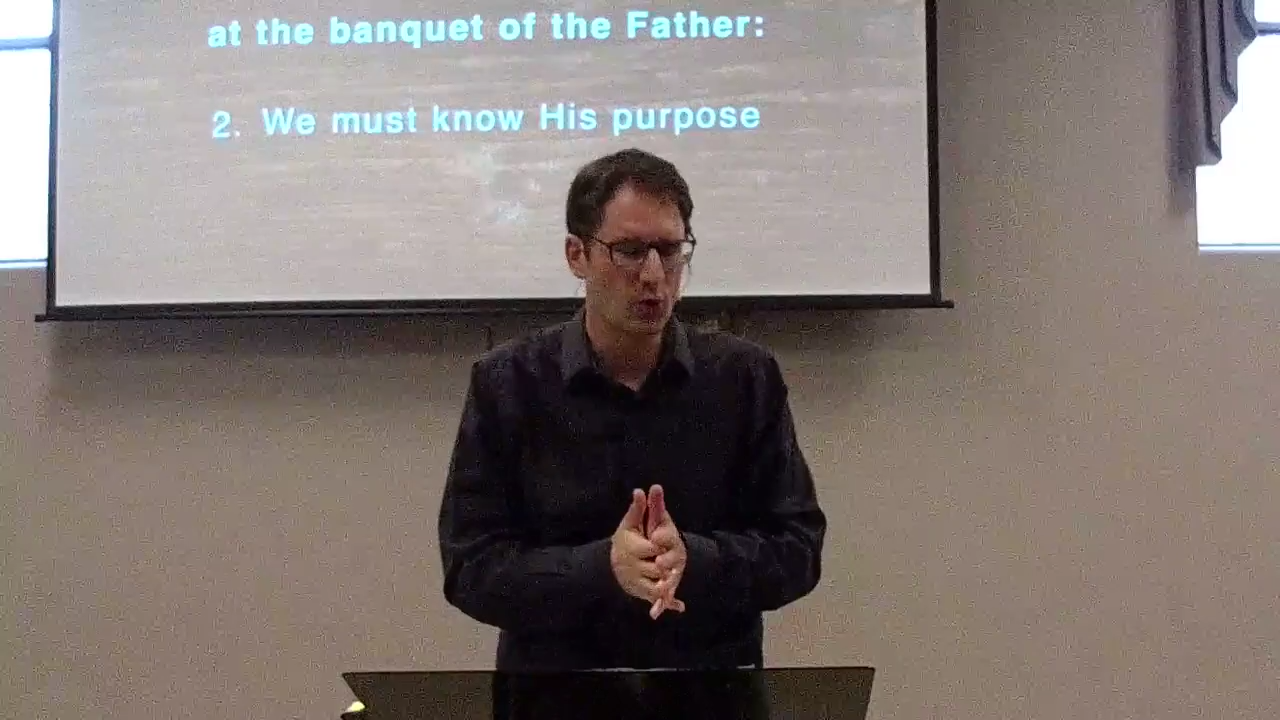 at the banquet of the Father:
2. We must know His purpose